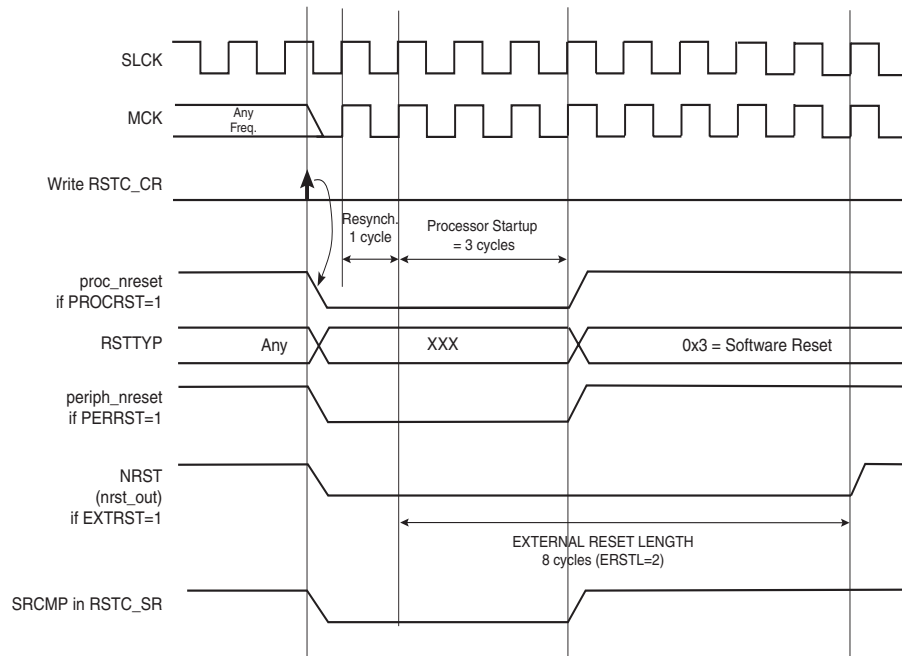 SLCK
MCK
Any
Freq.
Write RSTC_CR
Resynch.
1 cycle
Processor Startup
= 3 cycles
proc_nreset
if PROCRST=1
RSTTYP
Any
XXX
0x3 = Software Reset
periph_nreset
if PERRST=1
NRST
(nrst_out)
if EXTRST=1
EXTERNAL RESET LENGTH
8 cycles (ERSTL=2)
SRCMP in RSTC_SR